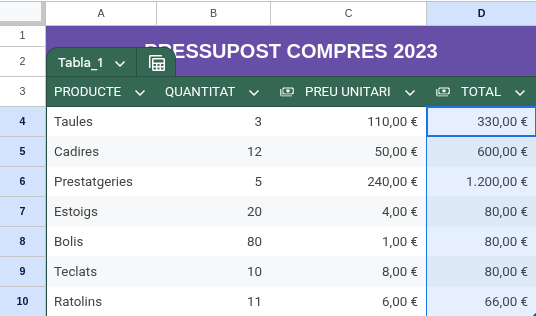 A B C D
1 PRESSUPOST COMPRES 2023
2 Tabla_1
3 PRODUCTE QUANTITAT PREU UNITARI TOTAL
4 Taules 3 110,00 € 330,00 €
5 Cadires 12 50,00 € 600,00 €
6 Prestatgeries 5 240,00 € 1.200,00 €
7 Estoigs 20 4,00 € 80,00 €
8 Bolis 80 1,00 € 80,00 €
9 Teclats 10 8,00 € 80,00 €
10 Ratolins 11 6,00 € 66,00 €